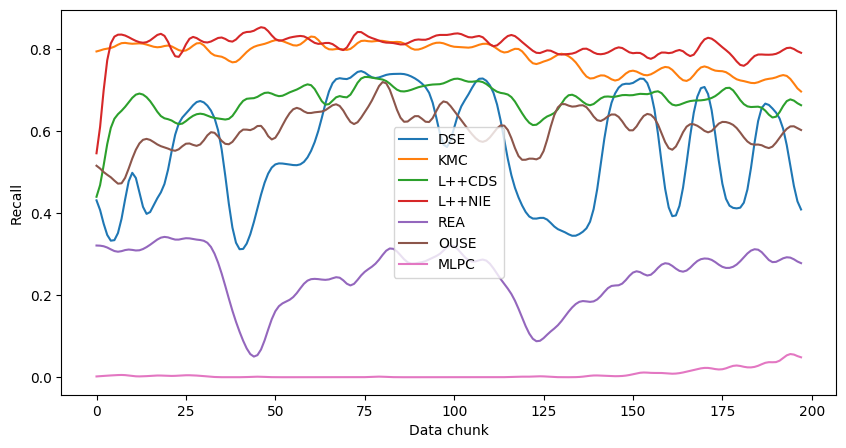 0.8
0.6
0.4
0.2
0.0
Recall
DSE
KMC
L++CDS
L++NIE
REA
OUSE
MLPC
0
25
50
75
100
125
150
175
200
Data chunk